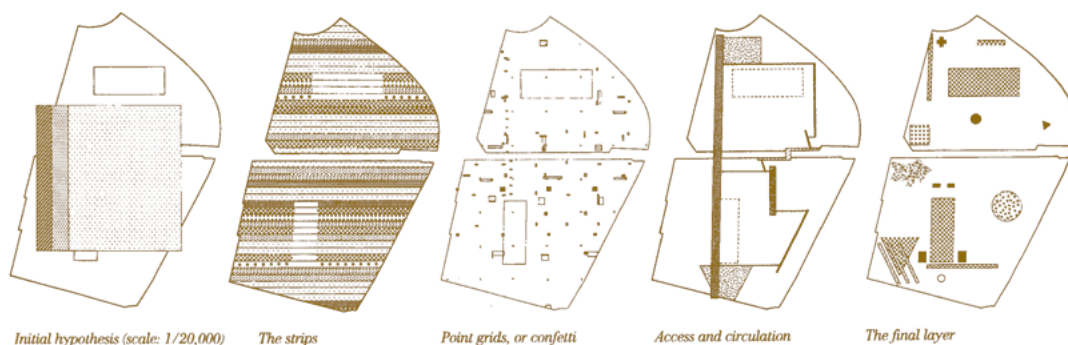 Initial hypothesis (scale: 1/20,000)
The strips
Point grids, or confetti
Access and circulation
The final layer